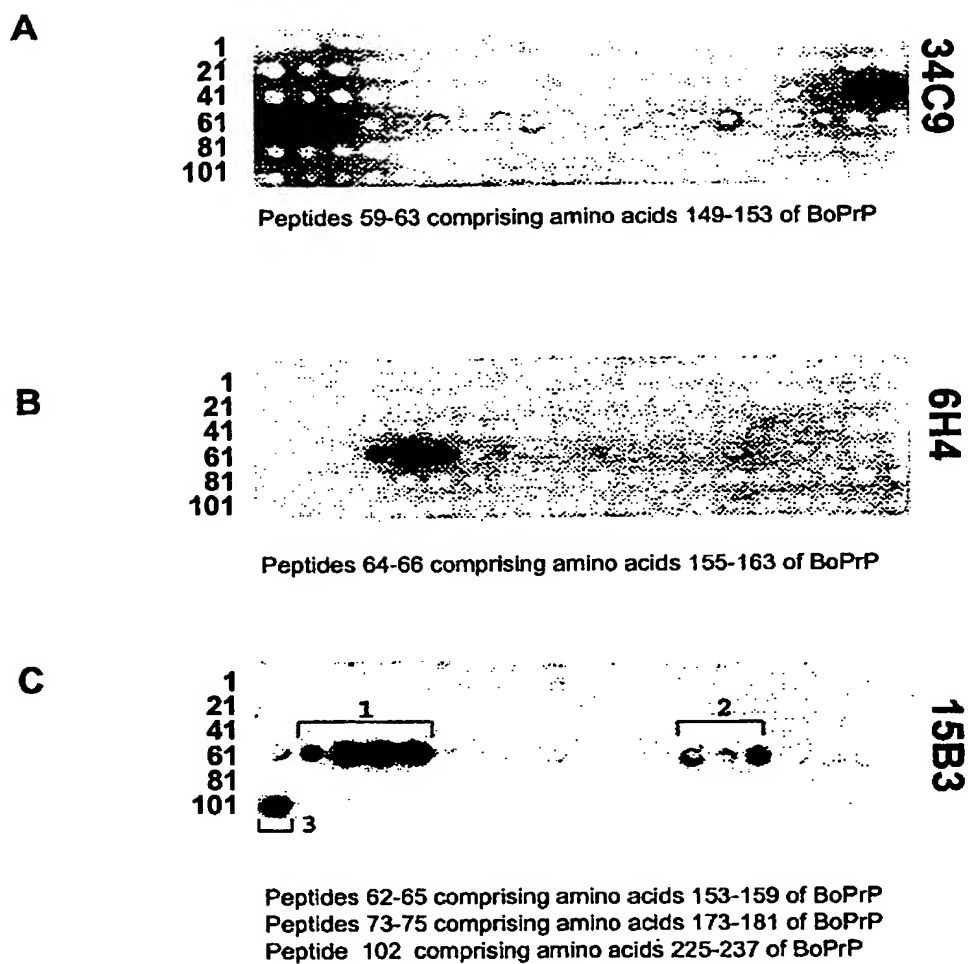 A
1
21
41
61
81
101
34C9
Peptides 59-63 comprising amino acids 149-153 of BoPrP
B
1
21
41
61
81
101
6H4
Peptides 64-66 comprising amino acids 155-163 of BoPrP
C
1
21
41
61
81
101
1
2
3
15B3
Peptides 62-65 comprising amino acids 153-159 of BoPrP
Peptides 73-75 comprising amino acids 173-181 of BoPrP
Peptide 102 comprising amino acids 225-237 of BoPrP